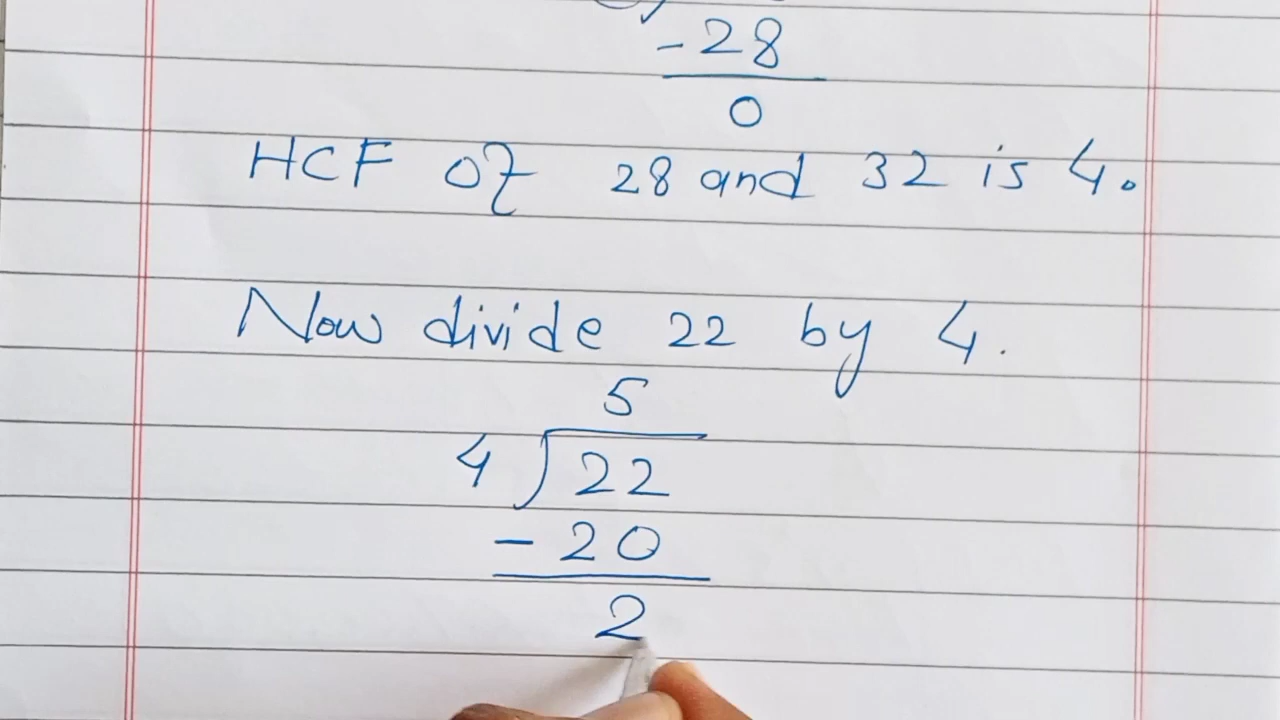 -28
0
HCF of 28 and 32 is 4.
Now divide 22 by 4.
5
4 ) 22
- 20
2